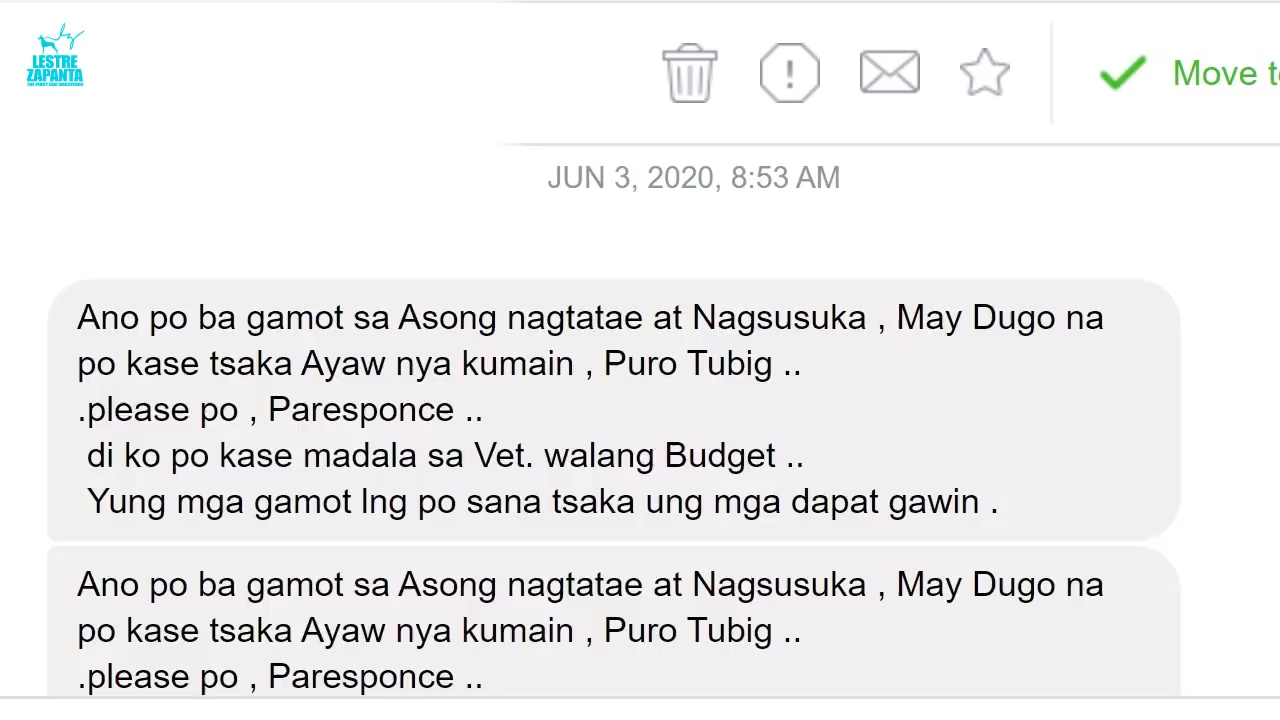 LESTRE
ZAPANTA
Move
JUN 3, 2020, 8:53 AM
Ano po ba gamot sa Asong nagtatae at Nagsusuka , May Dugo na
po kase tsaka Ayaw nya kumain , Puro Tubig ..
.please po , Paresponce ..
di ko po kase madala sa Vet. walang Budget ..
Yung mga gamot lng po sana tsaka ung mga dapat gawin .
Ano po ba gamot sa Asong nagtatae at Nagsusuka , May Dugo na
po kase tsaka Ayaw nya kumain , Puro Tubig ..
.please po , Paresponce ..